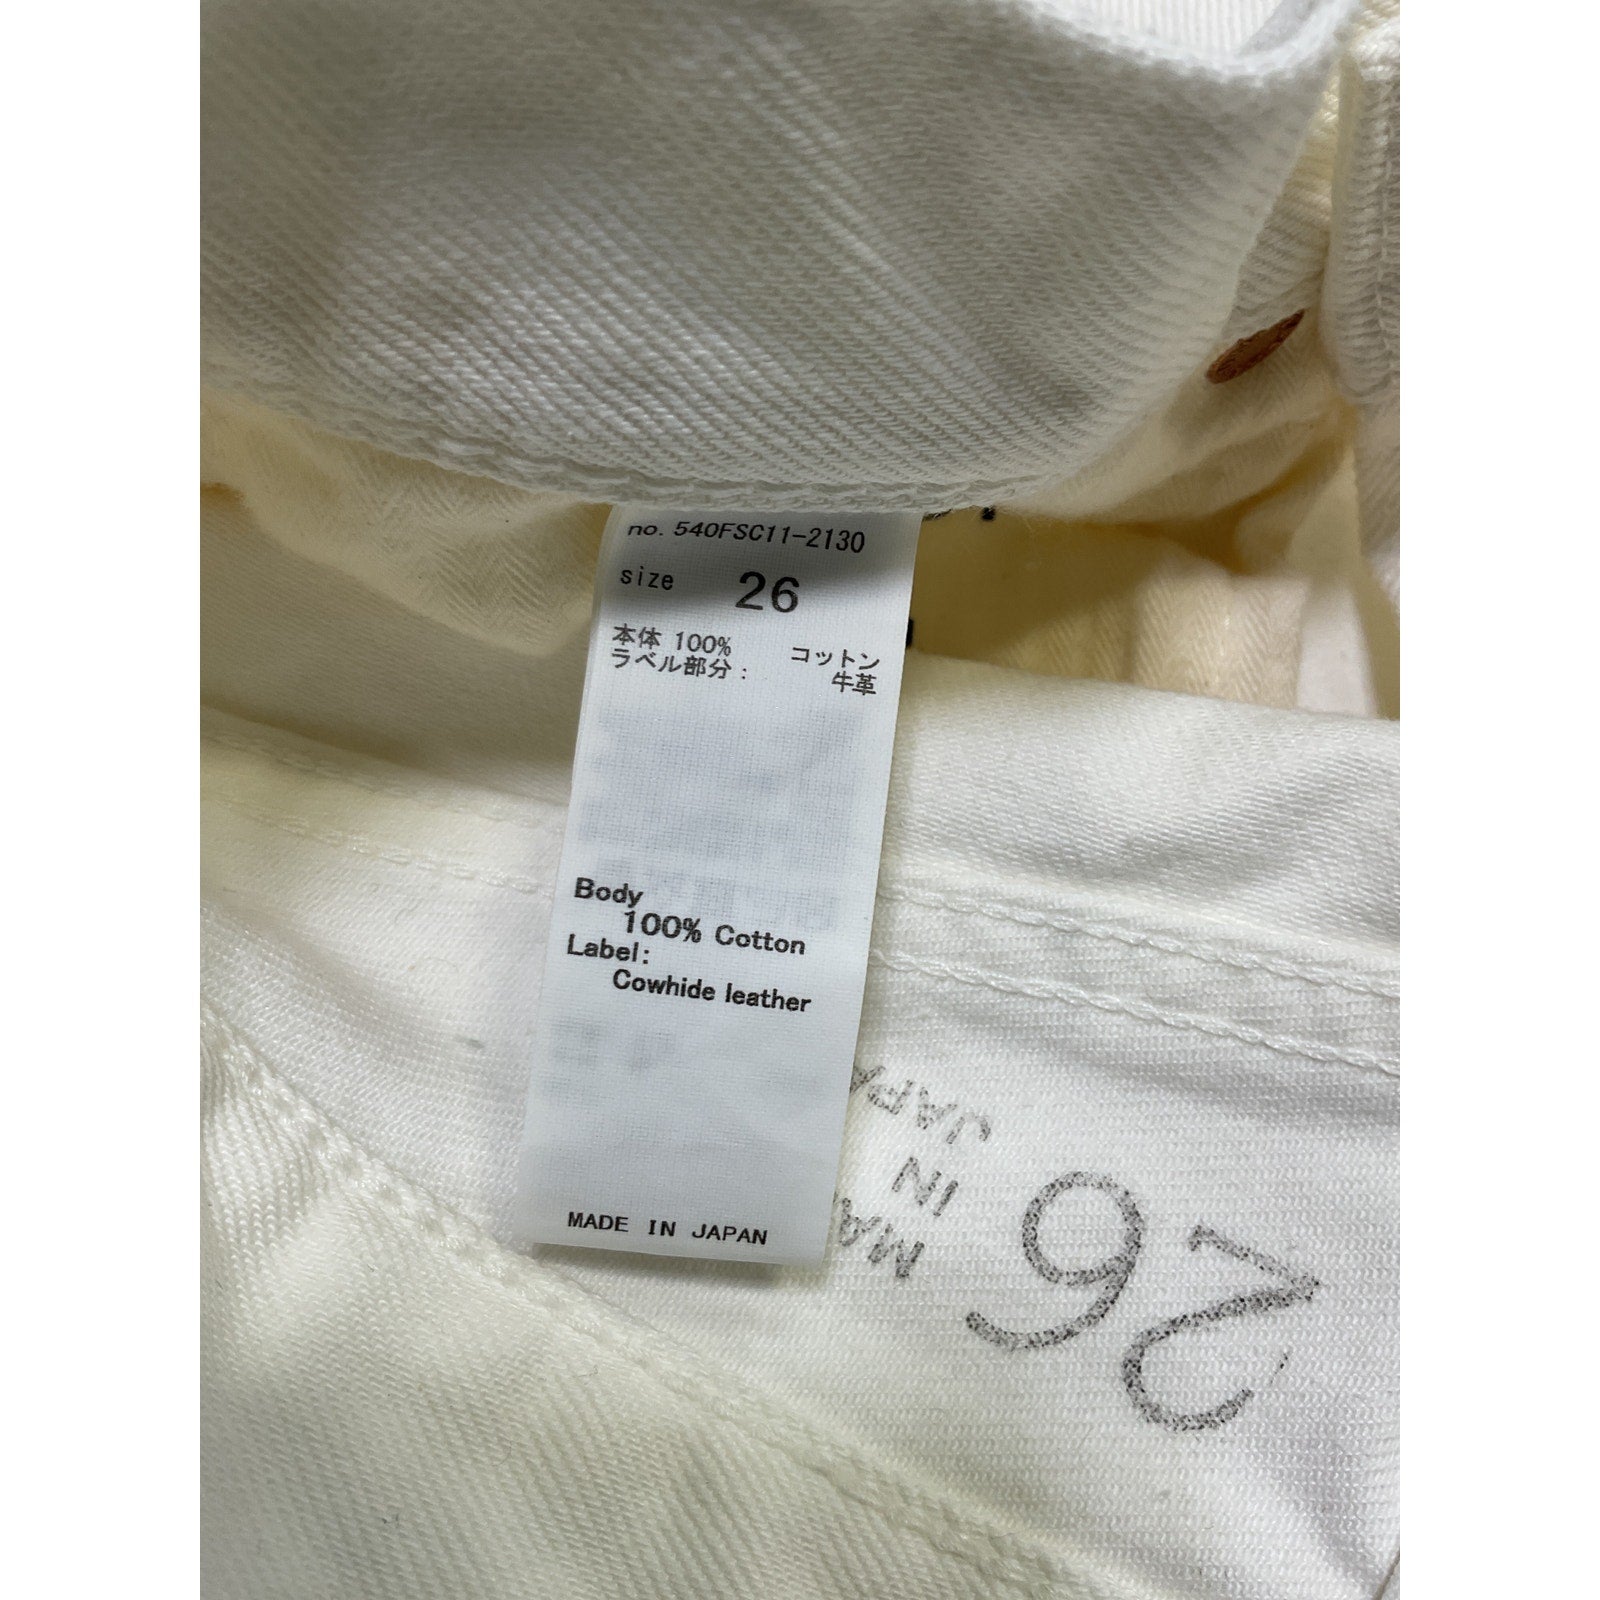 no. 540FSC11-2130
size 26
本体 100% コットン
ラベル部分: 牛革
Body
100% Cotton
Label:
Cowhide leather
MADE IN JAPAN
26
IN